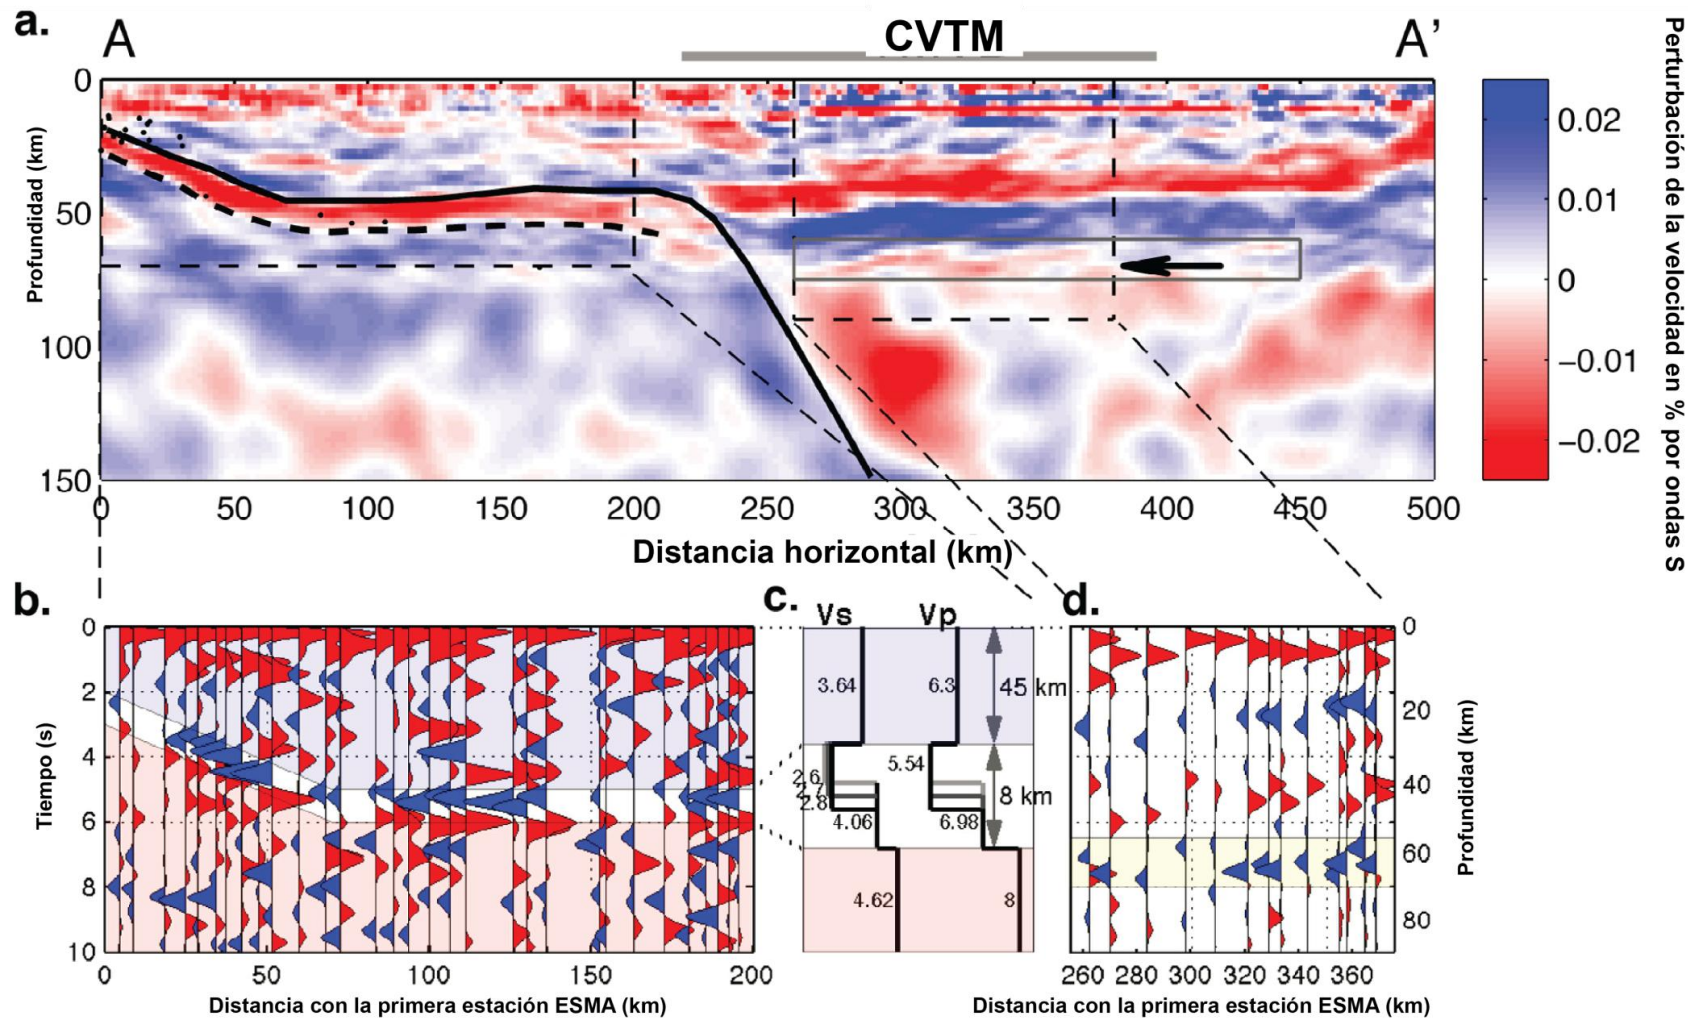 a.
A
CVTM
A'
Profundidad (km)
0
50
100
150
0 50 100 150 200 250 300 350 400 450 500
Distancia horizontal (km)
0.02
0.01
0
−0.01
−0.02
Perturbación de la velocidad en % por ondas S
b.
Tiempo (s)
0
2
4
6
8
10
0 50 100 150 200
Distancia con la primera estación ESMA (km)
c.
Vs Vp
3.64 6.3 45 km
5.54
2.6
2.7
2.8
8 km
4.06 6.98
4.62 8
d.
0
20
40
60
80
Profundidad (km)
260 280 300 320 340 360
Distancia con la primera estación ESMA (km)